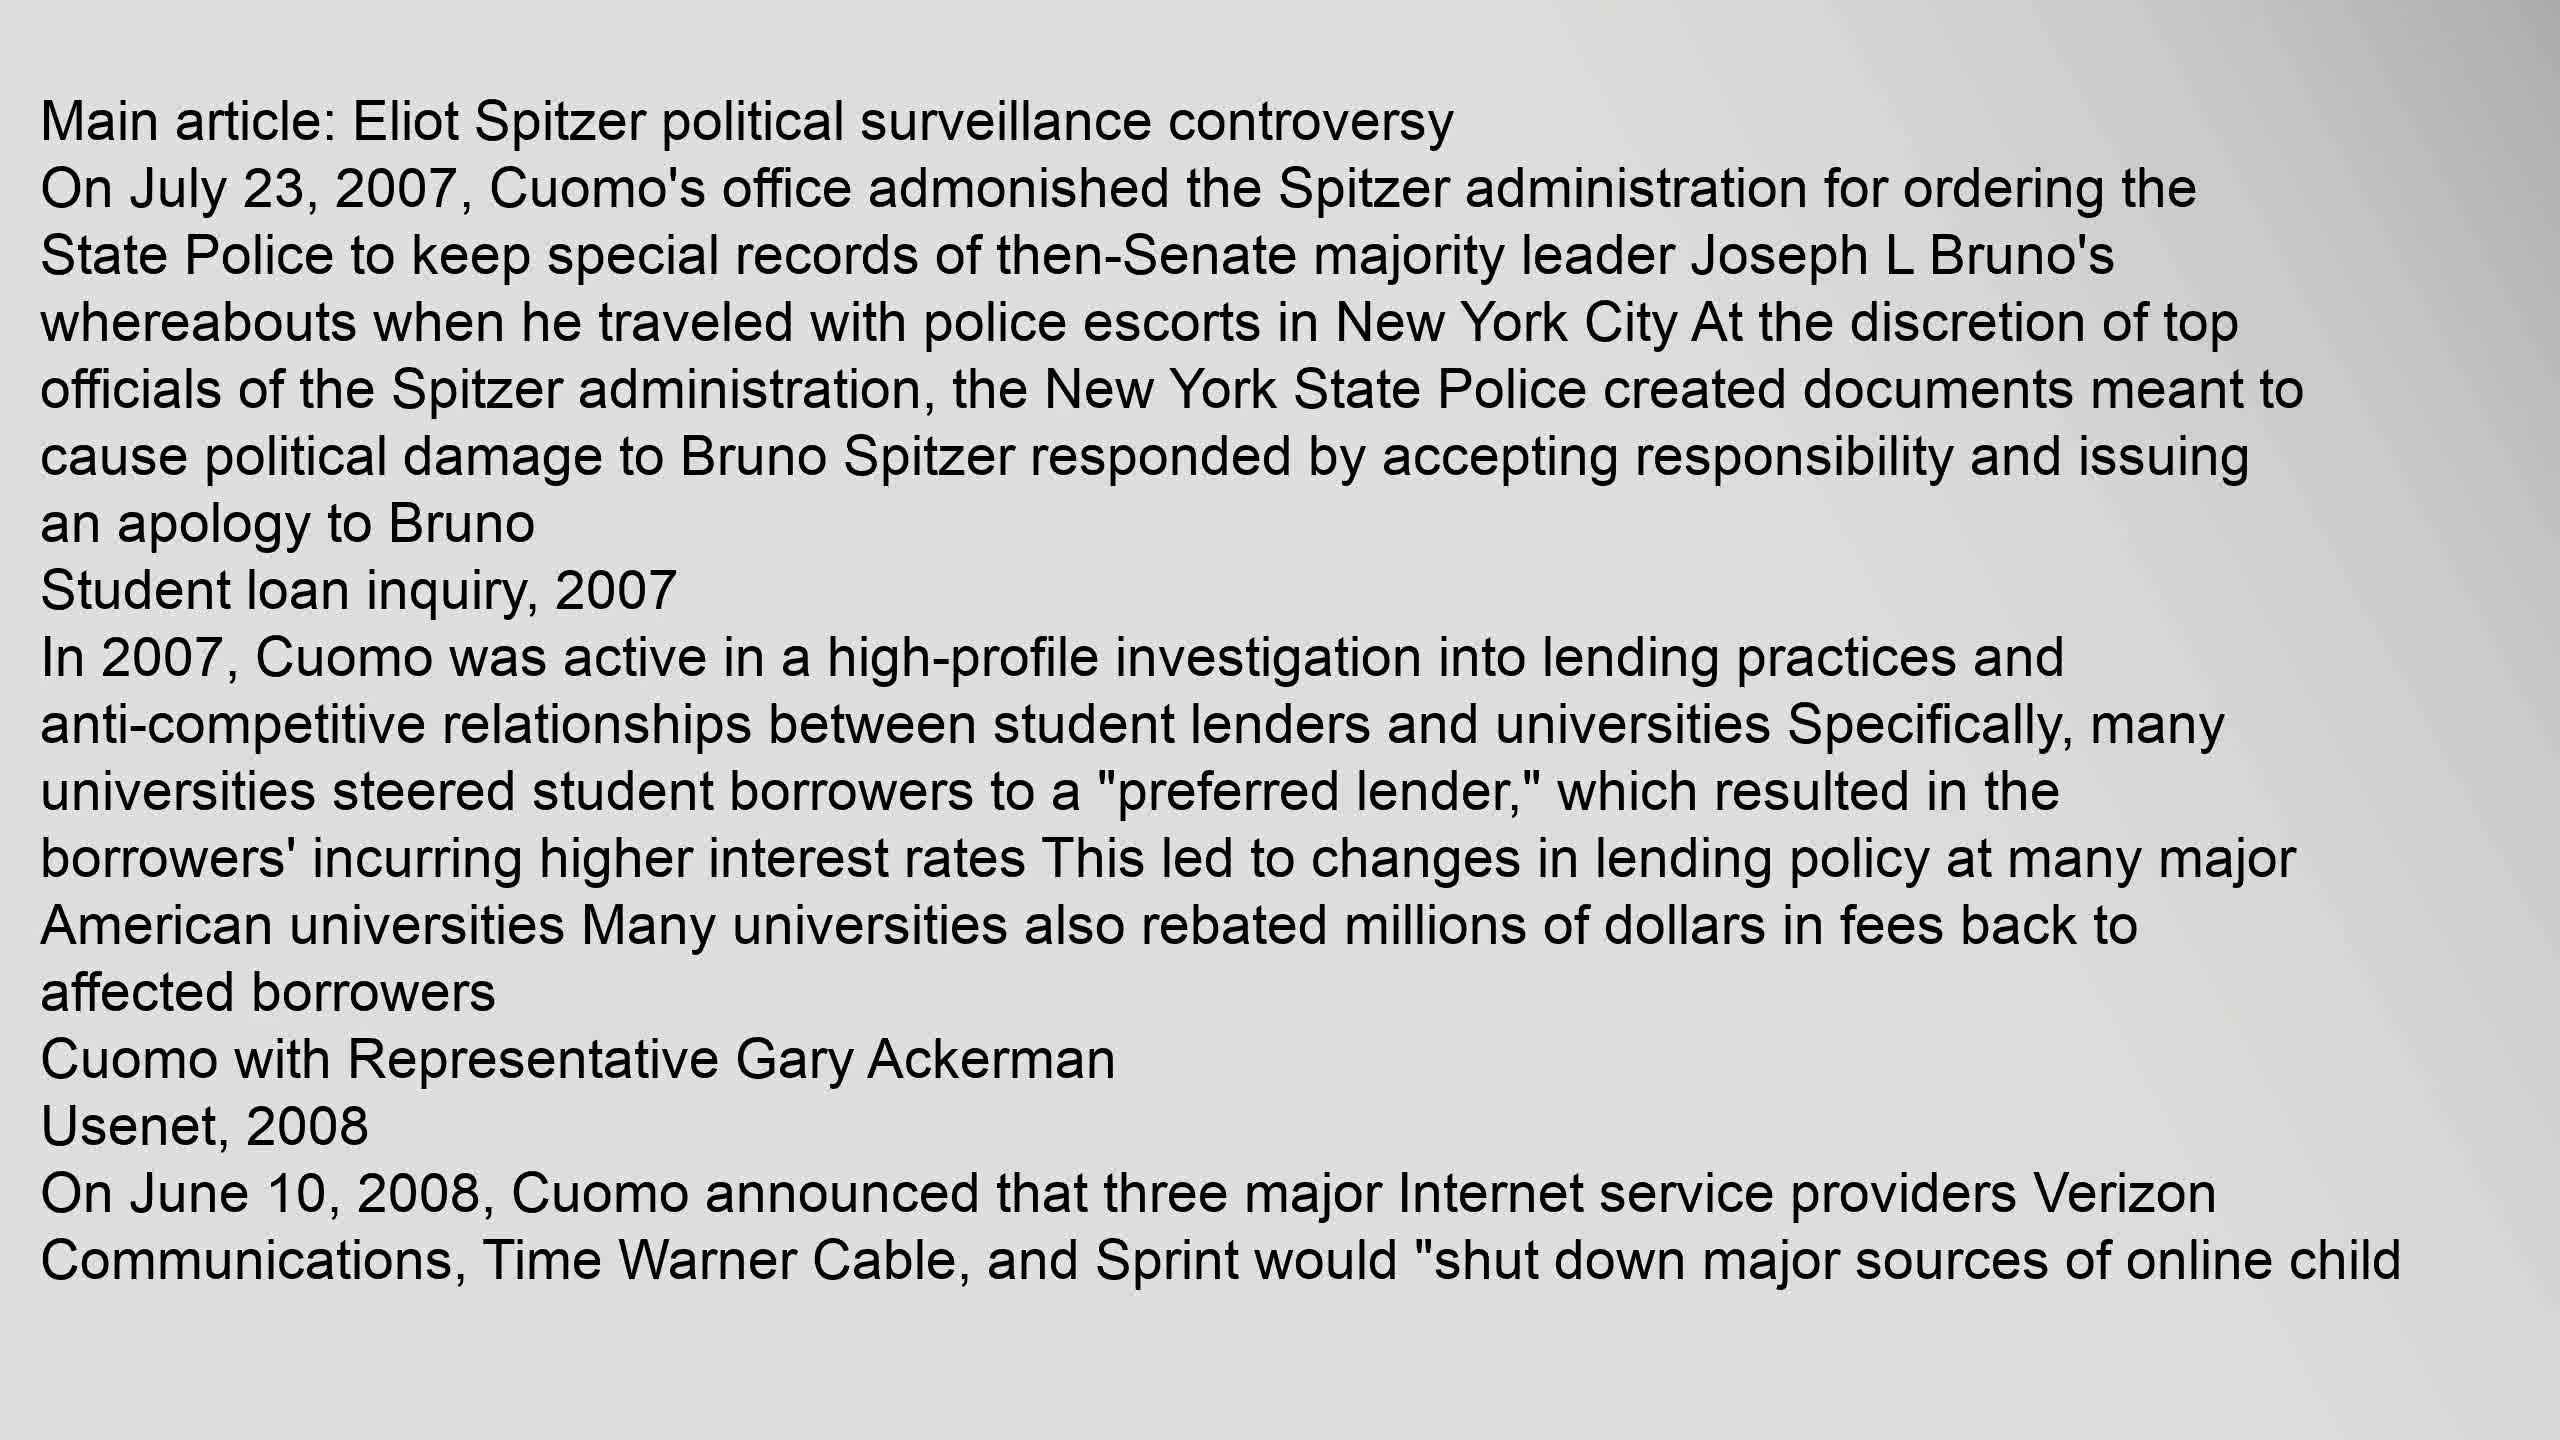 Main article: Eliot Spitzer political surveillance controversy
On July 23, 2007, Cuomo's office admonished the Spitzer administration for ordering the
State Police to keep special records of then-Senate majority leader Joseph L Bruno's
whereabouts when he traveled with police escorts in New York City At the discretion of top
officials of the Spitzer administration, the New York State Police created documents meant to
cause political damage to Bruno Spitzer responded by accepting responsibility and issuing
an apology to Bruno
Student loan inquiry, 2007
In 2007, Cuomo was active in a high-profile investigation into lending practices and
anti-competitive relationships between student lenders and universities Specifically, many
universities steered student borrowers to a "preferred lender," which resulted in the
borrowers' incurring higher interest rates This led to changes in lending policy at many major
American universities Many universities also rebated millions of dollars in fees back to
affected borrowers
Cuomo with Representative Gary Ackerman
Usenet, 2008
On June 10, 2008, Cuomo announced that three major Internet service providers Verizon
Communications, Time Warner Cable, and Sprint would "shut down major sources of online child